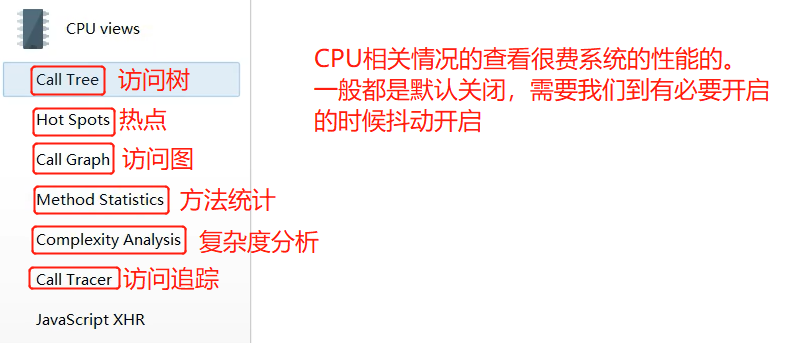 CPU views
Call Tree 访问树
Hot Spots 热点
Call Graph 访问图
Method Statistics 方法统计
Complexity Analysis 复杂度分析
Call Tracer 访问追踪
JavaScript XHR
CPU相关情况的查看很费系统的性能的。
一般都是默认关闭，需要我们到有必要开启
的时候抖动开启